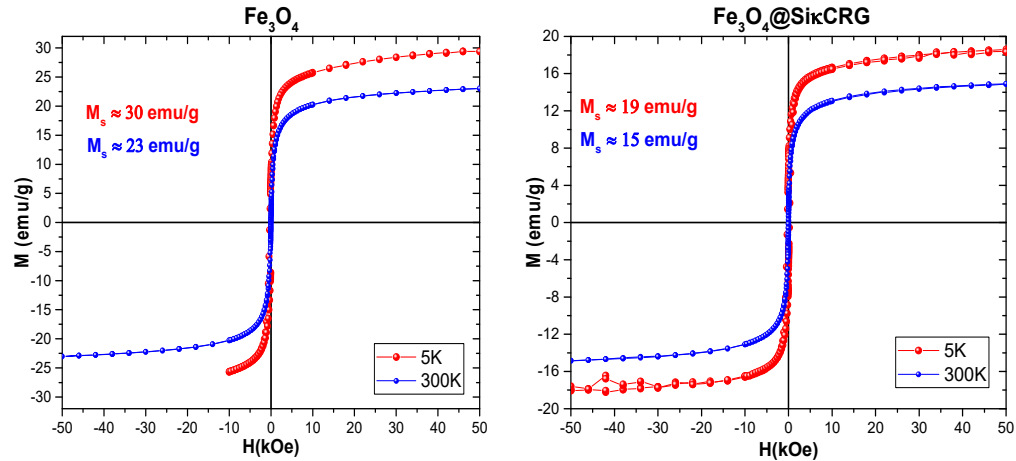 Fe₃O₄
30
25
20
15
10
5
0
-5
-10
-15
-20
-25
-30
M (emu/g)
Mₛ ≈ 30 emu/g
Mₛ ≈ 23 emu/g
5K
300K
-50 -40 -30 -20 -10 0 10 20 30 40 50
H(kOe)
Fe₃O₄@SiκCRG
20
16
12
8
4
0
-4
-8
-12
-16
-20
M (emu/g)
Mₛ ≈ 19 emu/g
Mₛ ≈ 15 emu/g
5K
300K
-50 -40 -30 -20 -10 0 10 20 30 40 50
H(kOe)